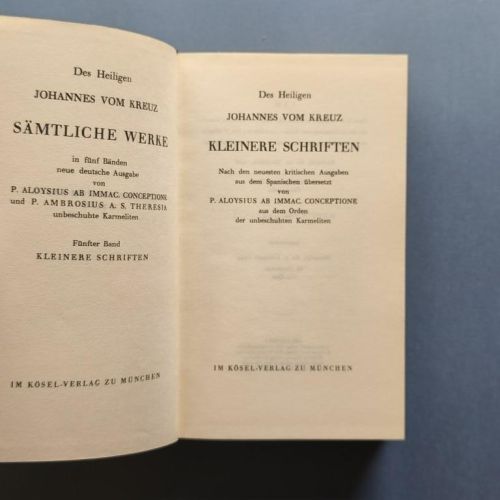 Des Heiligen
JOHANNES VOM KREUZ
SÄMTLICHE WERKE
in fünf Bänden
neue deutsche Ausgabe
von
P. ALOYSIUS AB IMMAC. CONCEPTIONE
und P. AMBROSIUS A. S. THERESIA
unbeschuhte Karmeliten
Fünfter Band
KLEINERE SCHRIFTEN
IM KÖSEL-VERLAG ZU MÜNCHEN
Des Heiligen
JOHANNES VOM KREUZ
KLEINERE SCHRIFTEN
Nach den neuesten kritischen Ausgaben
aus dem Spanischen übersetzt
von
P. ALOYSIUS AB IMMAC. CONCEPTIONE
aus dem Orden
der unbeschuhten Karmeliten
IM KÖSEL-VERLAG ZU MÜNCHEN